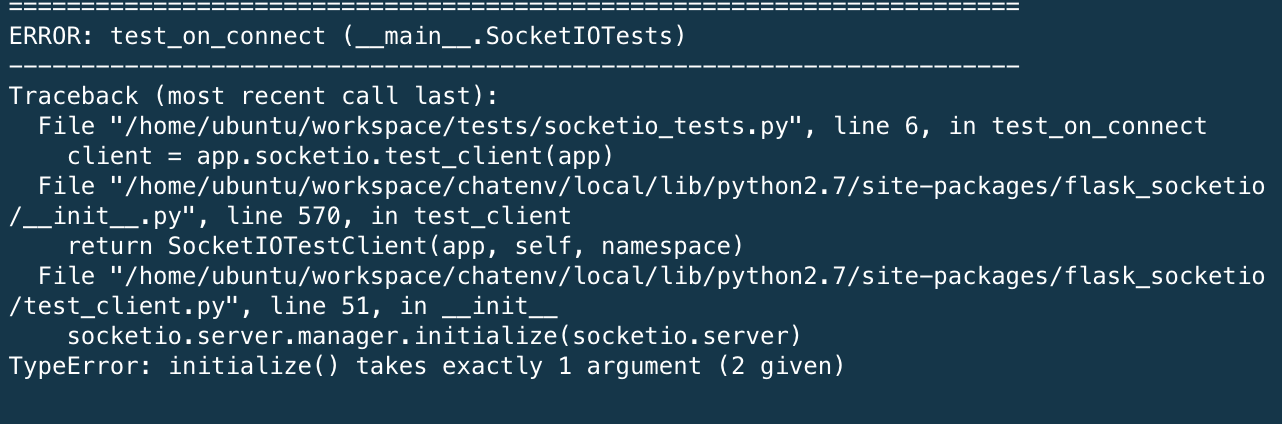 ======================================================================
ERROR: test_on_connect (__main__.SocketIOTests)
----------------------------------------------------------------------
Traceback (most recent call last):
  File "/home/ubuntu/workspace/tests/socketio_tests.py", line 6, in test_on_connect
    client = app.socketio.test_client(app)
  File "/home/ubuntu/workspace/chatenv/local/lib/python2.7/site-packages/flask_socketio
/__init__.py", line 570, in test_client
    return SocketIOTestClient(app, self, namespace)
  File "/home/ubuntu/workspace/chatenv/local/lib/python2.7/site-packages/flask_socketio
/test_client.py", line 51, in __init__
    socketio.server.manager.initialize(socketio.server)
TypeError: initialize() takes exactly 1 argument (2 given)